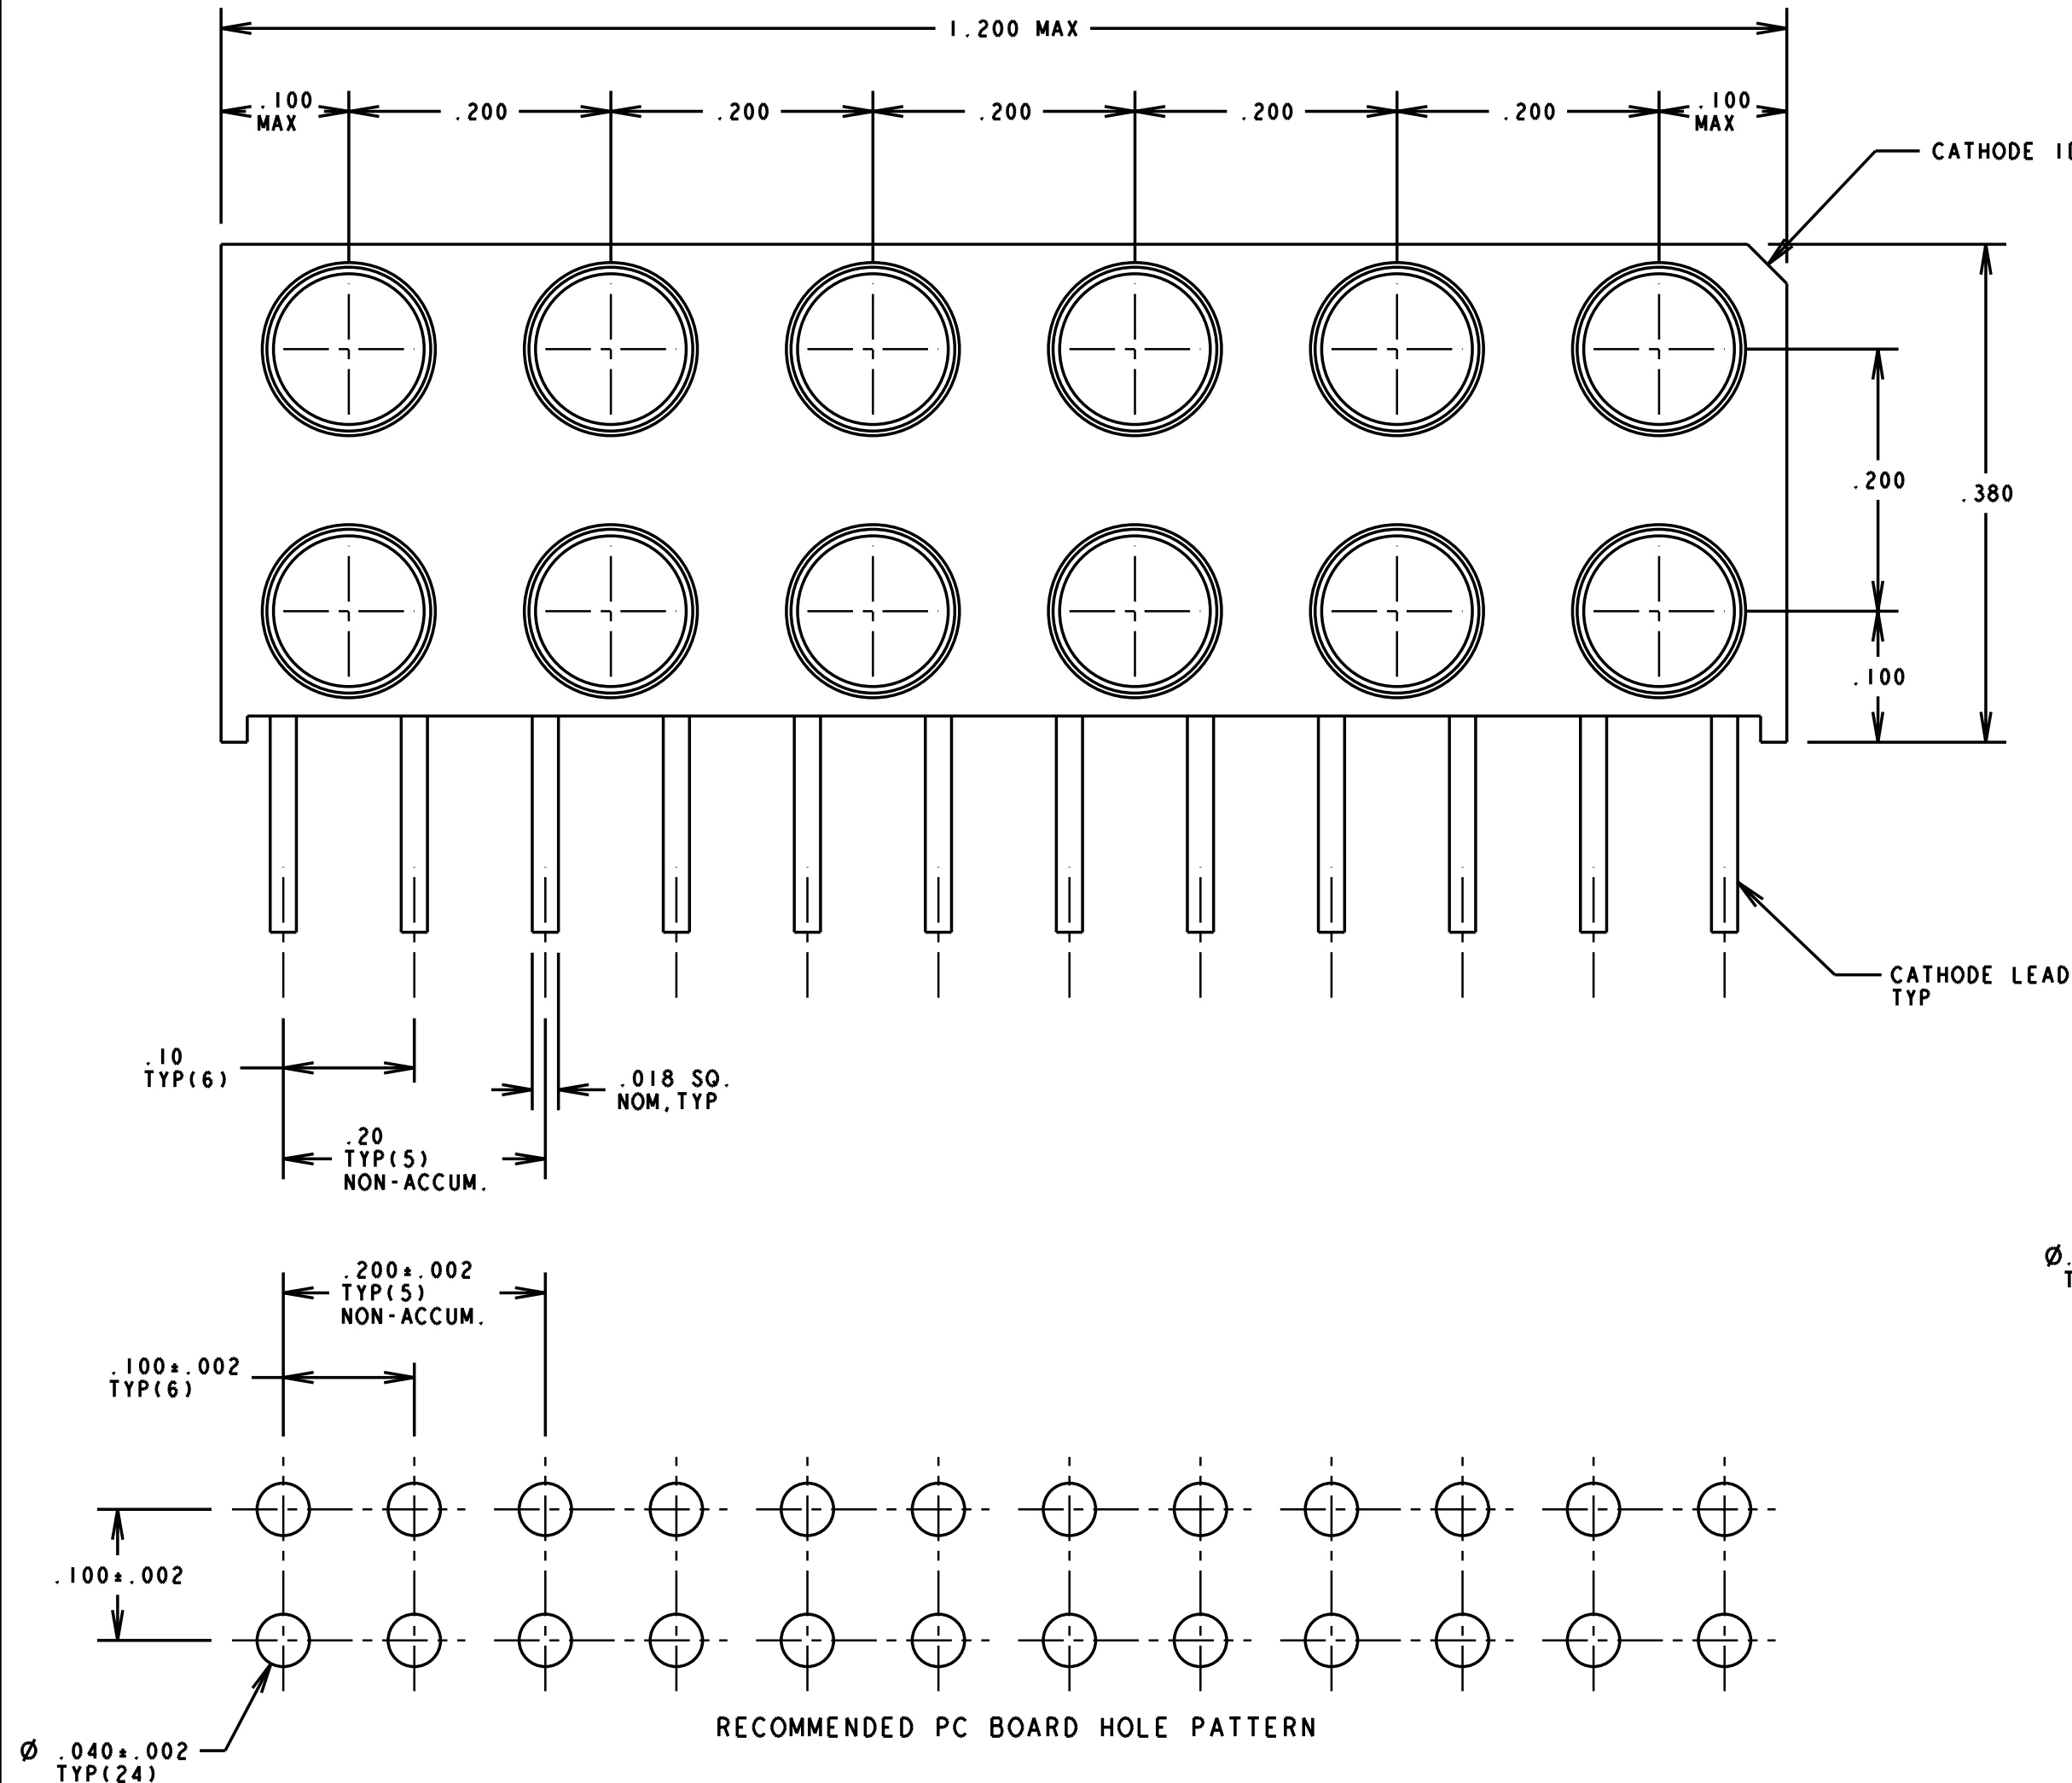 1.200 MAX
.100
MAX
.200
.200
.200
.200
.200
.100
MAX
CATHODE
.200
.380
.100
CATHODE LEAD
TYP
.10
TYP(6)
.018 SQ.
NOM,TYP
.20
TYP(5)
NON-ACCUM.
.200±.002
TYP(5)
NON-ACCUM.
.100±.002
TYP(6)
.100±.002
Ø .040±.002
TYP(24)
RECOMMENDED PC BOARD HOLE PATTERN
Ø.